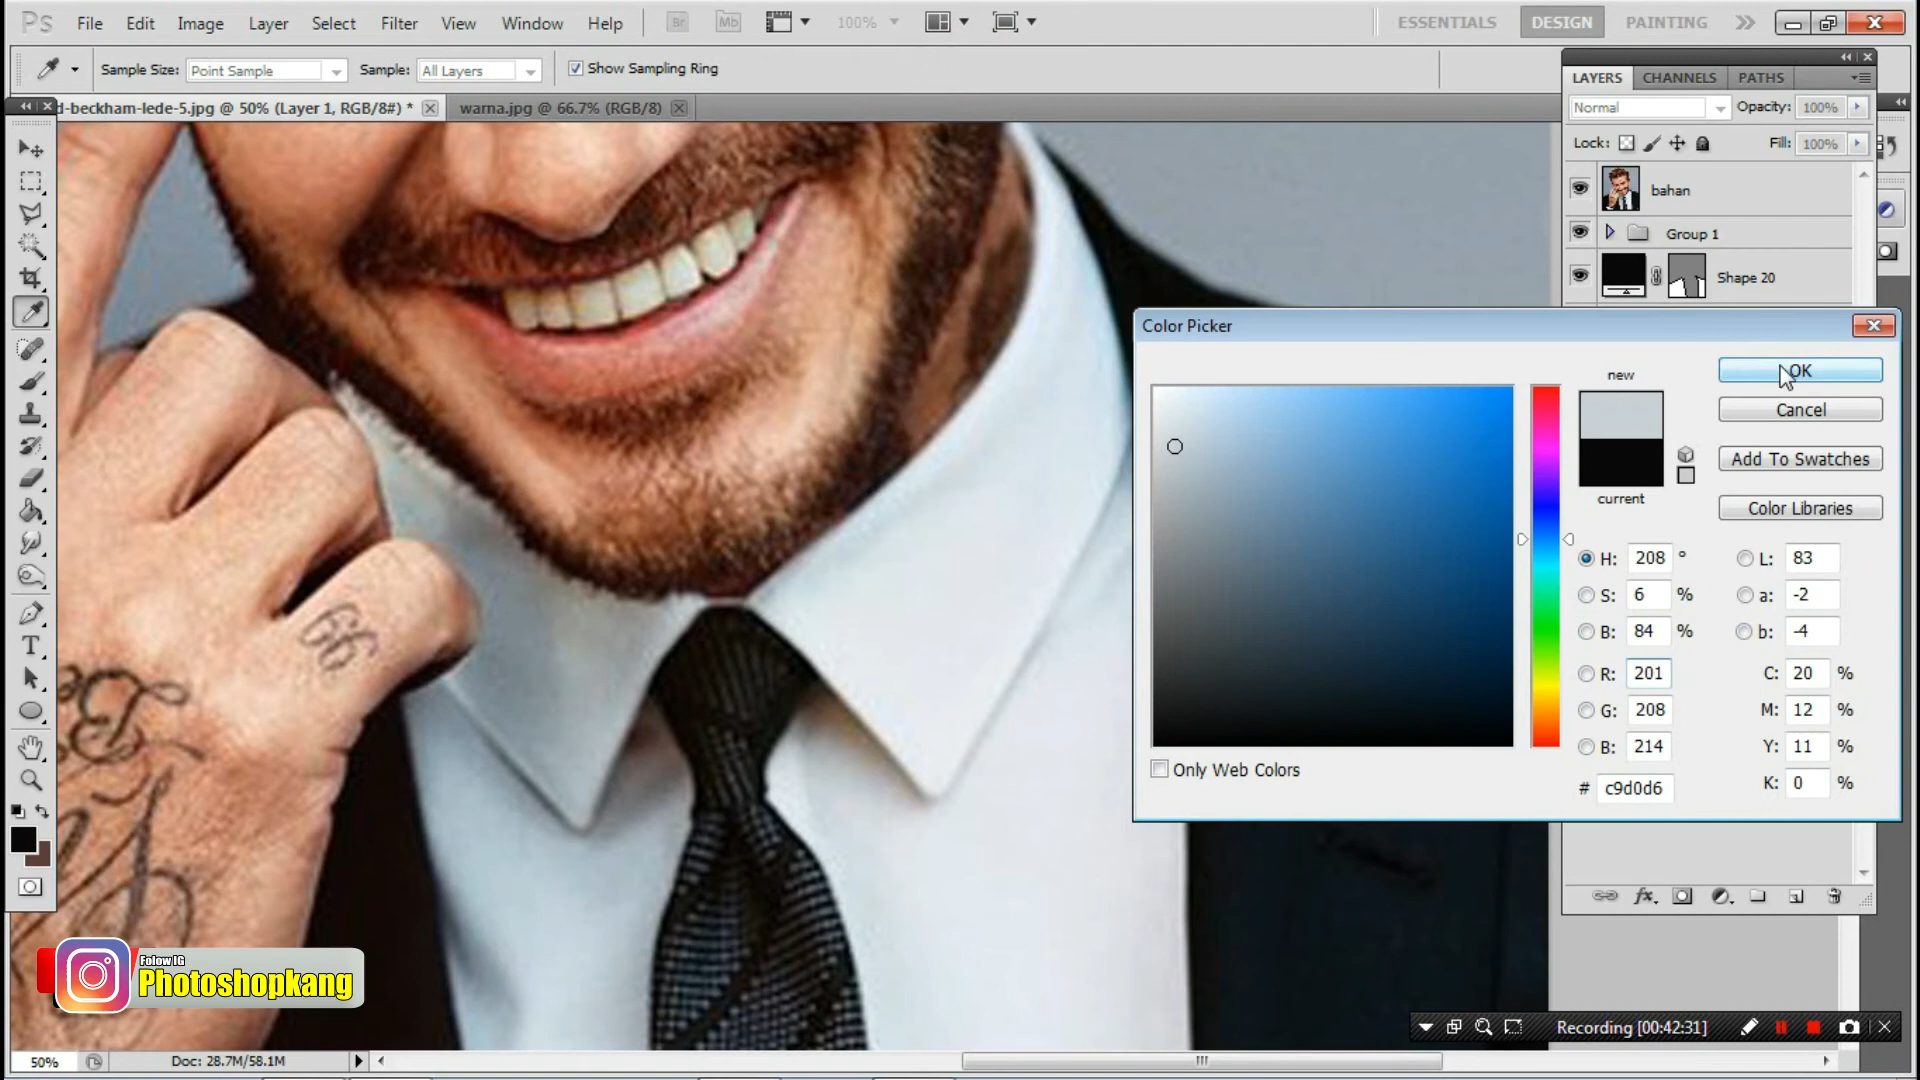 Ps File Edit Image Layer Select Filter View Window Help Br Mb 100% ESSENTIALS DESIGN PAINTING
Sample Size: Point Sample Sample: All Layers Show Sampling Ring
d-beckham-lede-5.jpg @ 50% (Layer 1, RGB/8#) * warna.jpg @ 66.7% (RGB/8)
LAYERS CHANNELS PATHS
Normal Opacity: 100%
Lock: Fill: 100%
bahan
Group 1
Shape 20
Color Picker
new
OK
Cancel
Add To Swatches
current
Color Libraries
H: 208 ° L: 83
S: 6 % a: -2
B: 84 % b: -4
R: 201 C: 20 %
G: 208 M: 12 %
B: 214 Y: 11 %
# c9d0d6 K: 0 %
Only Web Colors
T
99
fx
Folow IG
Photoshopkang
Recording [00:42:31]
50% Doc: 28.7M/58.1M